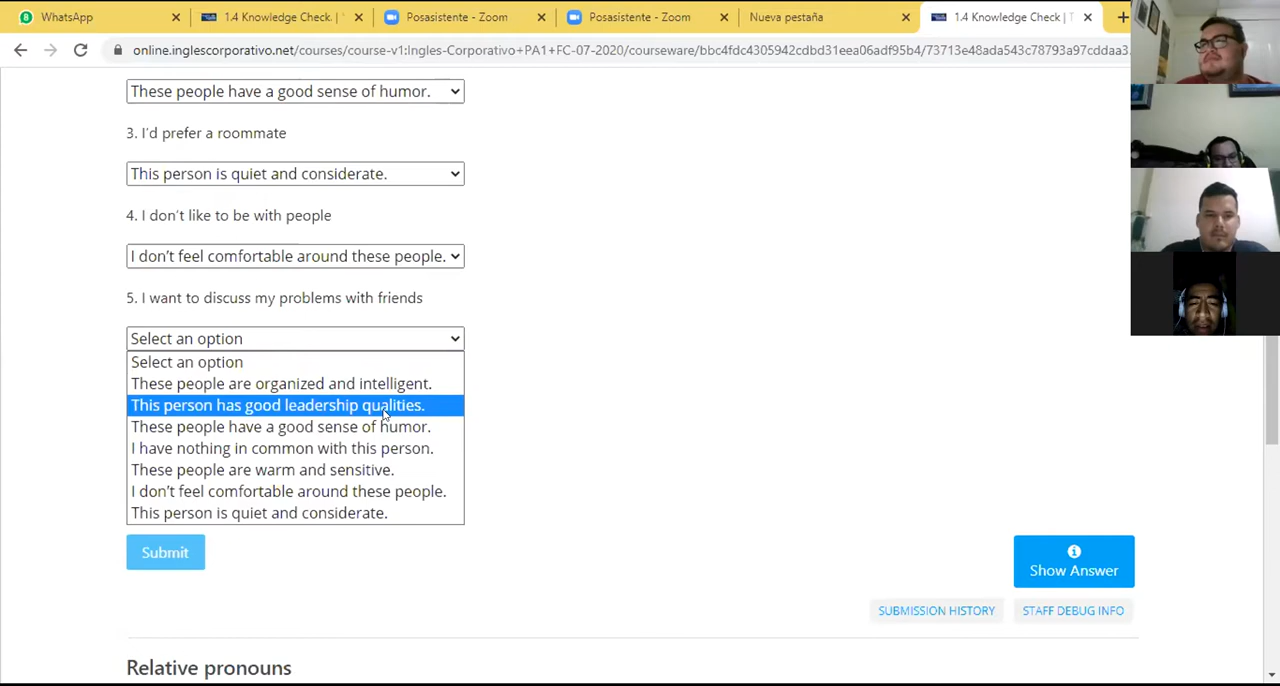 WhatsApp
1.4 Knowledge Check.
Posasistente - Zoom
Posasistente - Zoom
Nueva pestaña
1.4 Knowledge Check | T
online.inglescorporativo.net/courses/course-v1:Ingles-Corporativo+PA1+FC-07-2020/courseware/bbc4fdc4305942cdbd31eea06adf95b4/73713e48ada543c78793a97cddaa3
These people have a good sense of humor.
3. I'd prefer a roommate
This person is quiet and considerate.
4. I don't like to be with people
I don't feel comfortable around these people.
5. I want to discuss my problems with friends
Select an option
Select an option
These people are organized and intelligent.
This person has good leadership qualities.
These people have a good sense of humor.
I have nothing in common with this person.
These people are warm and sensitive.
I don't feel comfortable around these people.
This person is quiet and considerate.
Submit
Show Answer
SUBMISSION HISTORY
STAFF DEBUG INFO
Relative pronouns